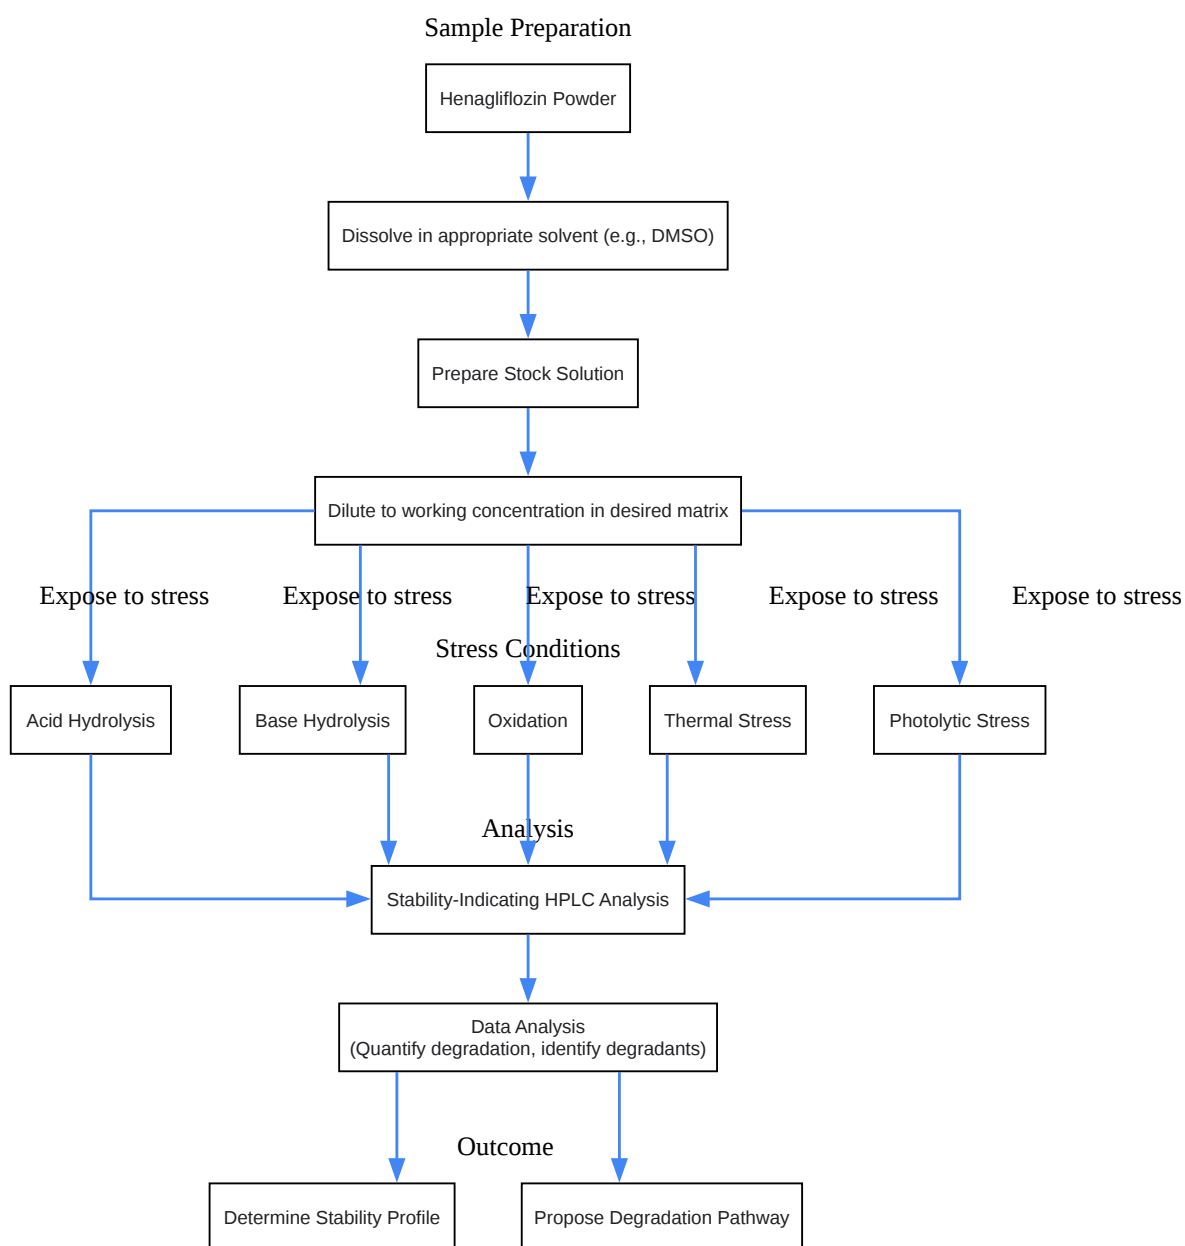 Sample Preparation
Henagliflozin Powder
Dissolve in appropriate solvent (e.g., DMSO)
Prepare Stock Solution
Dilute to working concentration in desired matrix
Expose to stress
Expose to stress
Expose to stress
Expose to stress
Expose to stress
Stress Conditions
Acid Hydrolysis
Base Hydrolysis
Oxidation
Thermal Stress
Photolytic Stress
Analysis
Stability-Indicating HPLC Analysis
Data Analysis
(Quantify degradation, identify degradants)
Outcome
Determine Stability Profile
Propose Degradation Pathway